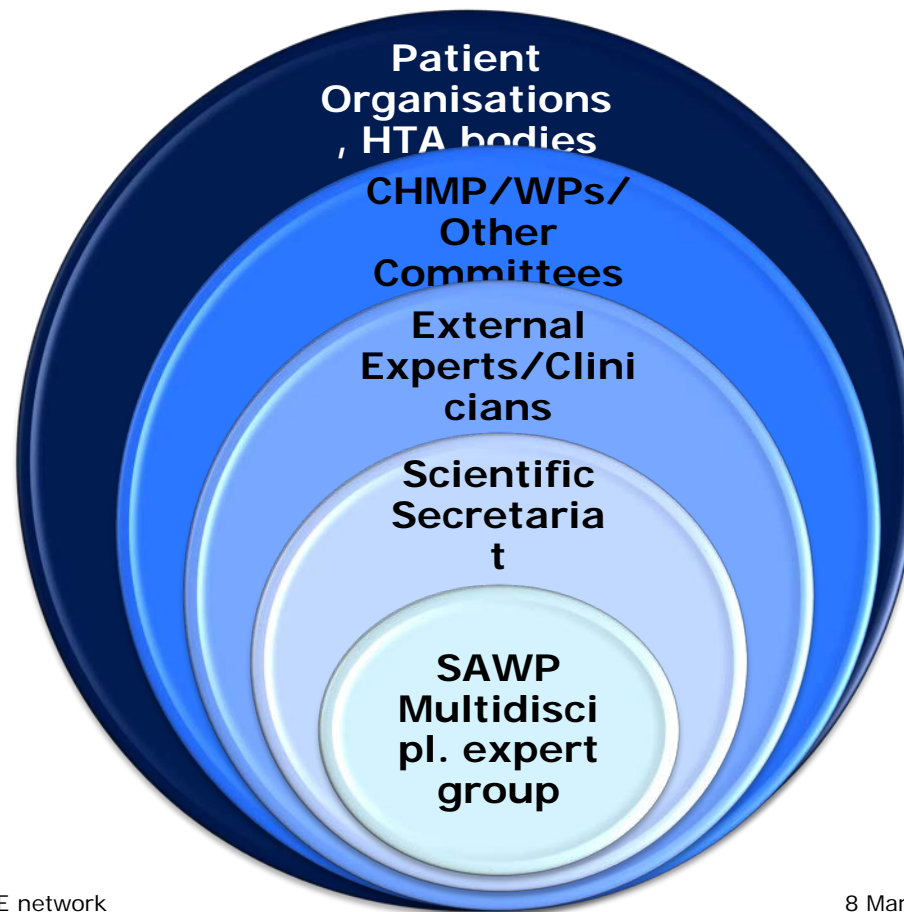 Patient
Organisations
, HTA bodies
CHMP/WPs/
Other
Committees
External
Experts/Clini
cians
Scientific
Secretaria
t
SAWP
Multidisci
pl. expert
group
E network
8 Mar